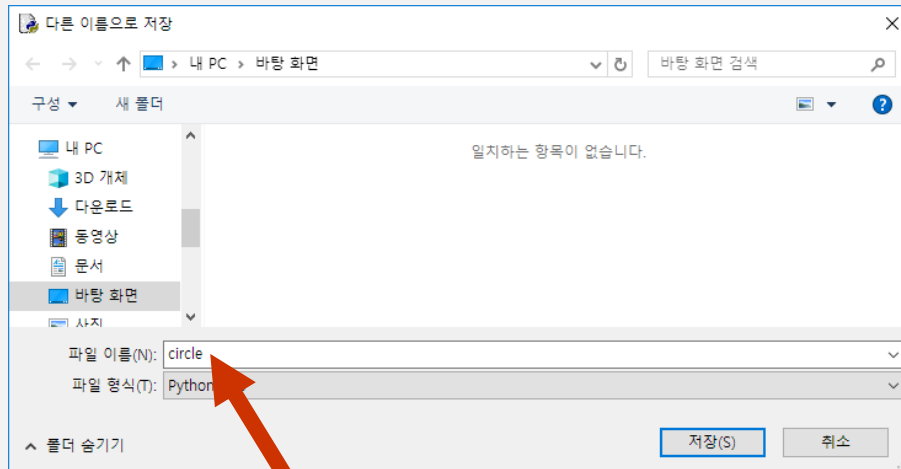 다른 이름으로 저장
내 PC > 바탕 화면
바탕 화면 검색
구성
새 폴더
내 PC
3D 개체
다운로드
동영상
문서
바탕 화면
사진
일치하는 항목이 없습니다.
파일 이름(N): circle
파일 형식(T): Python
폴더 숨기기
저장(S)
취소